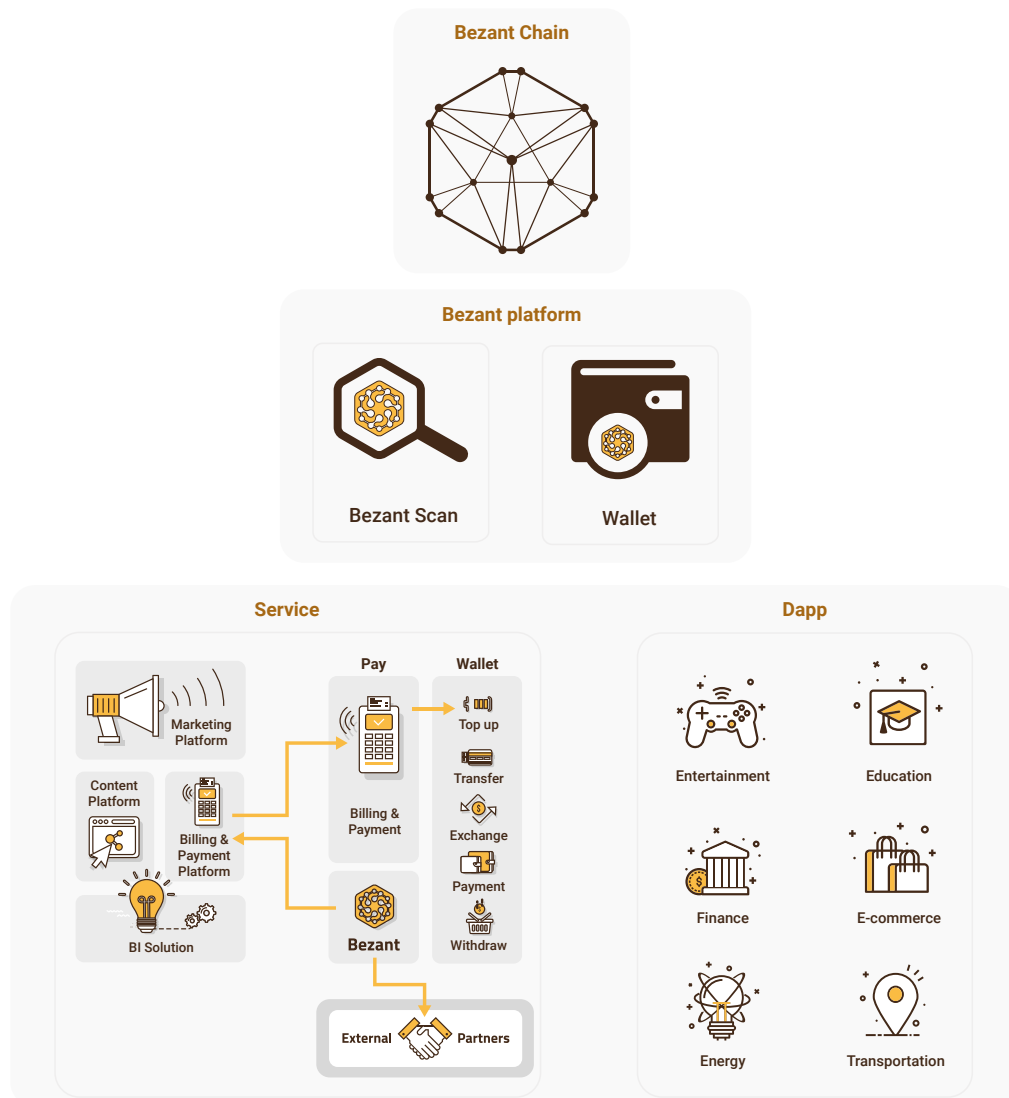 Bezant Chain
Bezant platform
Bezant Scan
Wallet
Service
Marketing
Platform
Content
Platform
Billing &
Payment
Platform
BI Solution
Pay
Billing &
Payment
Bezant
Wallet
Top up
Transfer
Exchange
Payment
Withdraw
External
Partners
Dapp
Entertainment
Education
Finance
E-commerce
Energy
Transportation